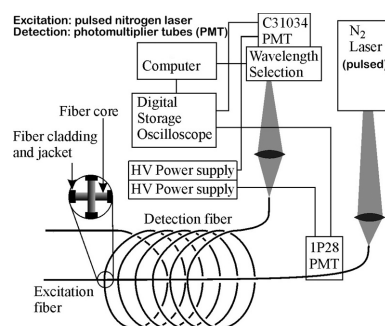 Excitation: pulsed nitrogen laser
Detection: photomultiplier tubes (PMT)
C31034
PMT
N2
Laser
(pulsed)
Computer
Wavelength
Selection
Fiber core
Digital
Storage
Oscilloscope
Fiber cladding
and jacket
HV Power supply
HV Power supply
Detection fiber
1P28
PMT
Excitation
fiber